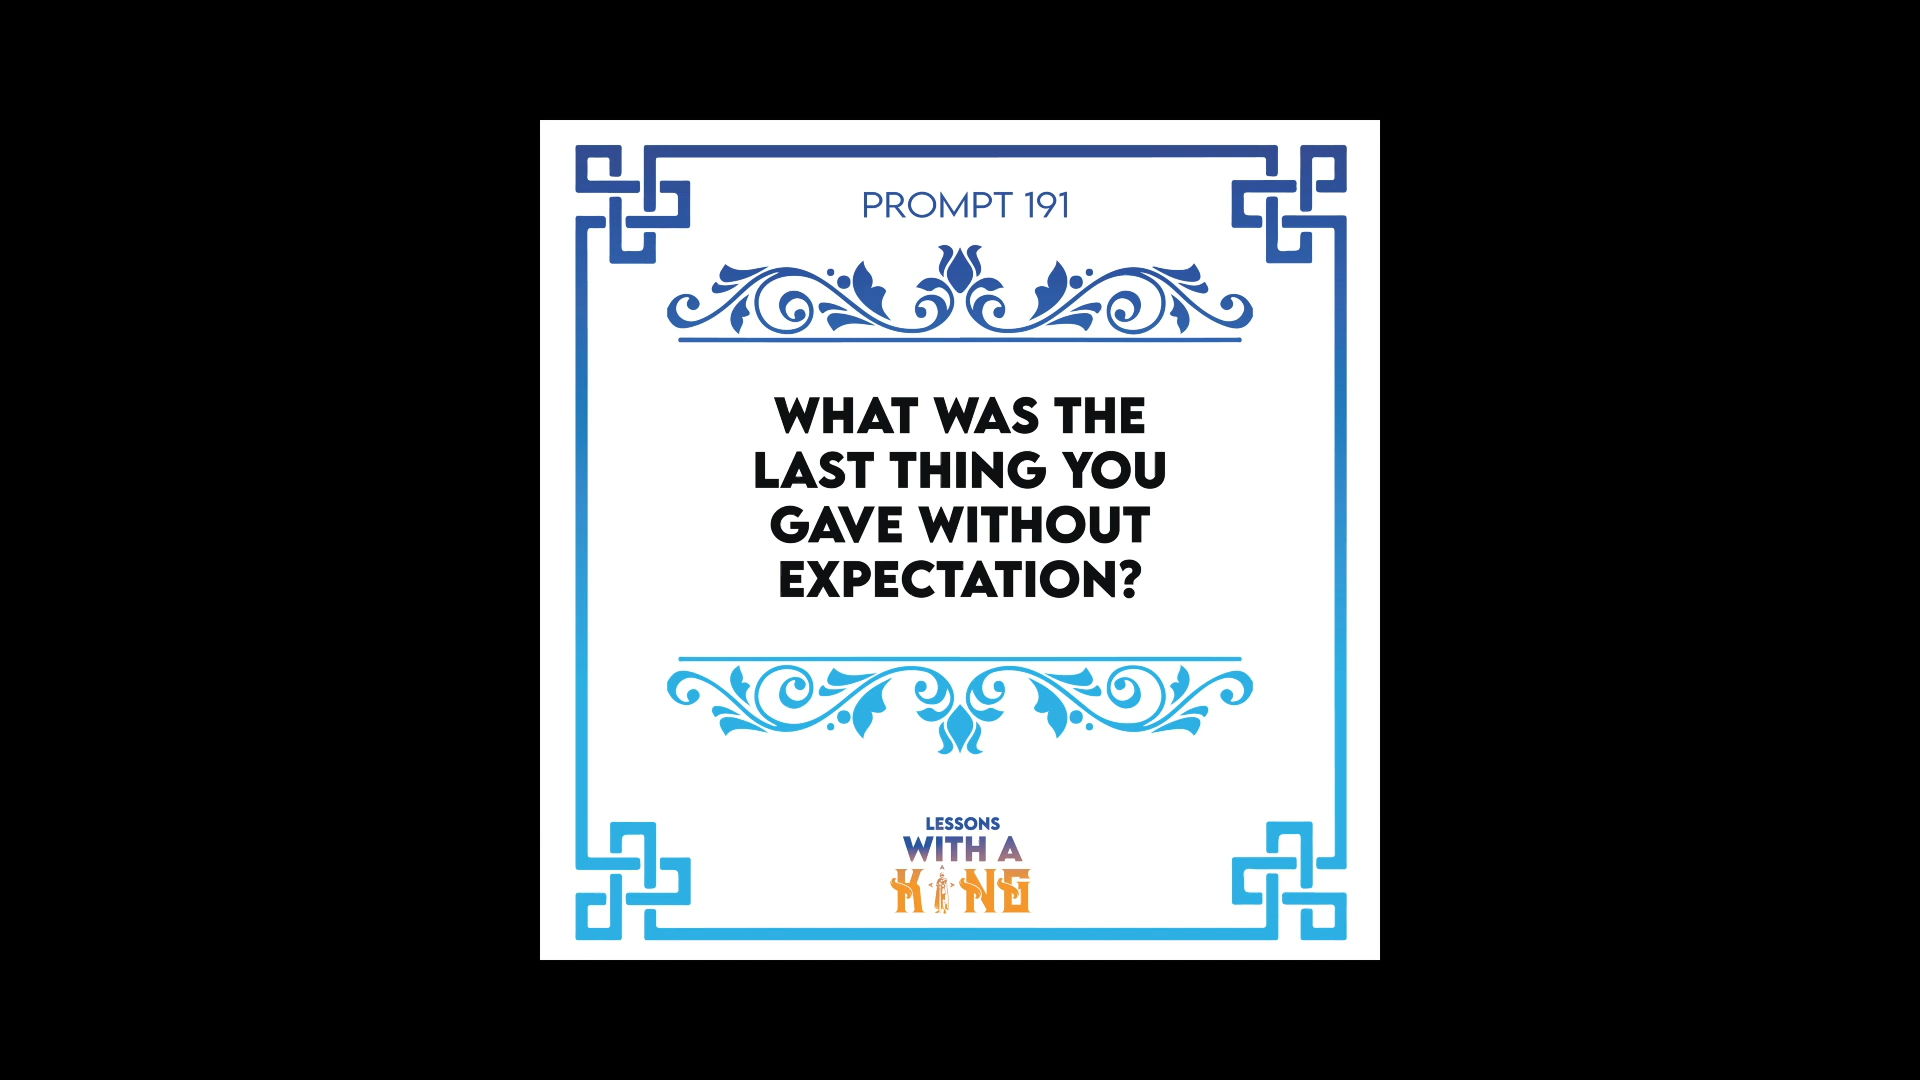 PROMPT 191
WHAT WAS THE
LAST THING YOU
GAVE WITHOUT
EXPECTATION?
LESSONS
WITH A
KING